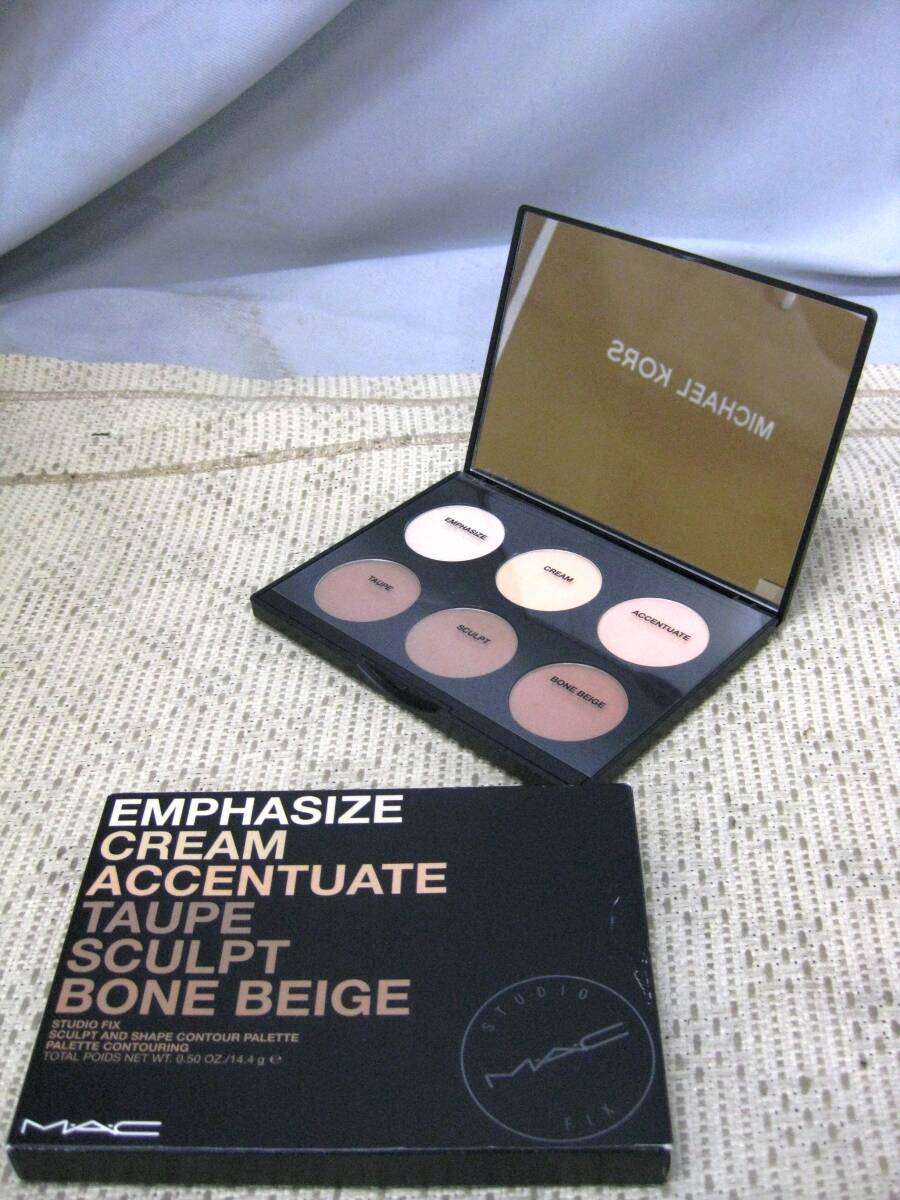 MICHAEL KORS
EMPHASIZE
CREAM
ACCENTUATE
TAUPE
SCULPT
BONE BEIGE
EMPHASIZE
CREAM
ACCENTUATE
TAUPE
SCULPT
BONE BEIGE
STUDIO FIX
SCULPT AND SHAPE CONTOUR PALETTE
PALETTE CONTOURING
TOTAL POIDS NET WT. 0.50 OZ./14.4 g ℮
STUDIO
M·A·C
FIX
M·A·C